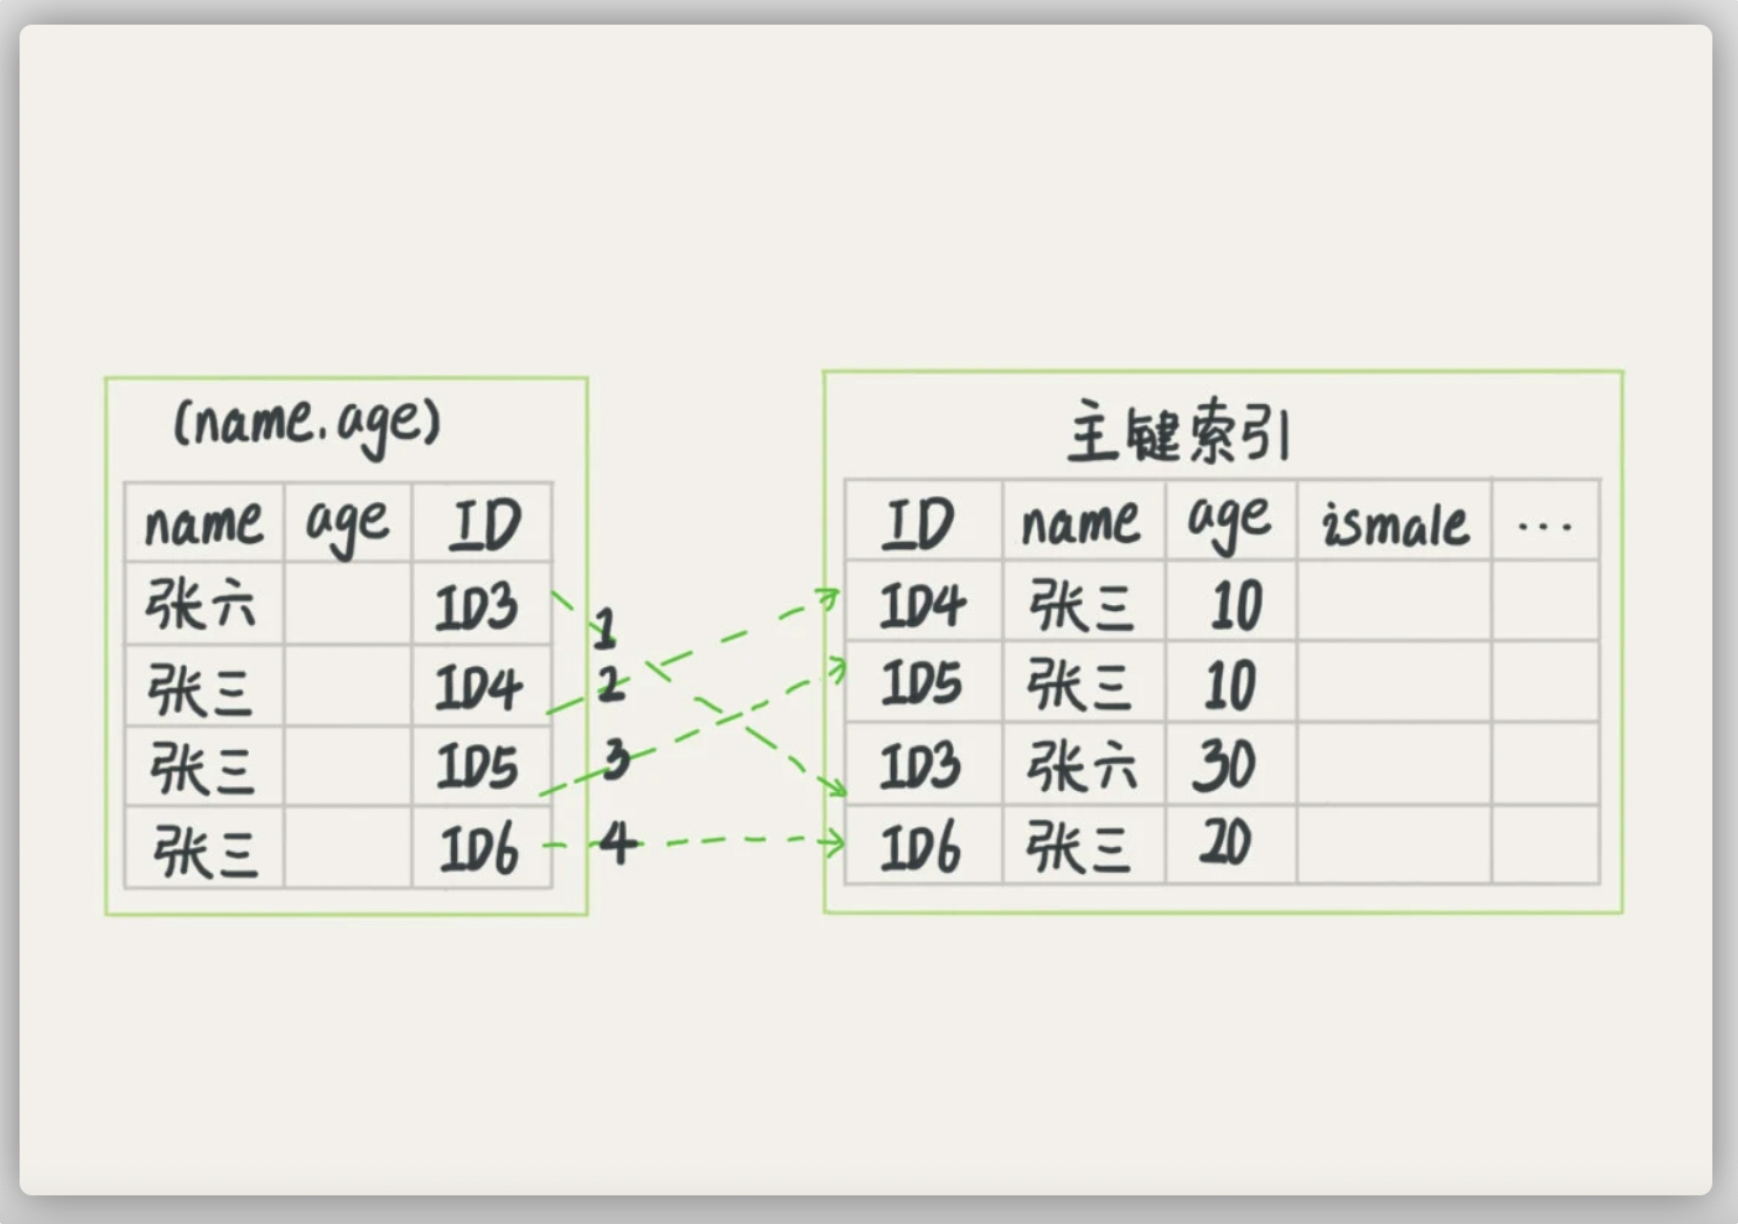 (name.age)
name age ID
张六 ID3
张三 ID4
张三 ID5
张三 ID6
1
2
3
4
主键索引
ID name age ismale ...
ID4 张三 10
ID5 张三 10
ID3 张六 30
ID6 张三 20